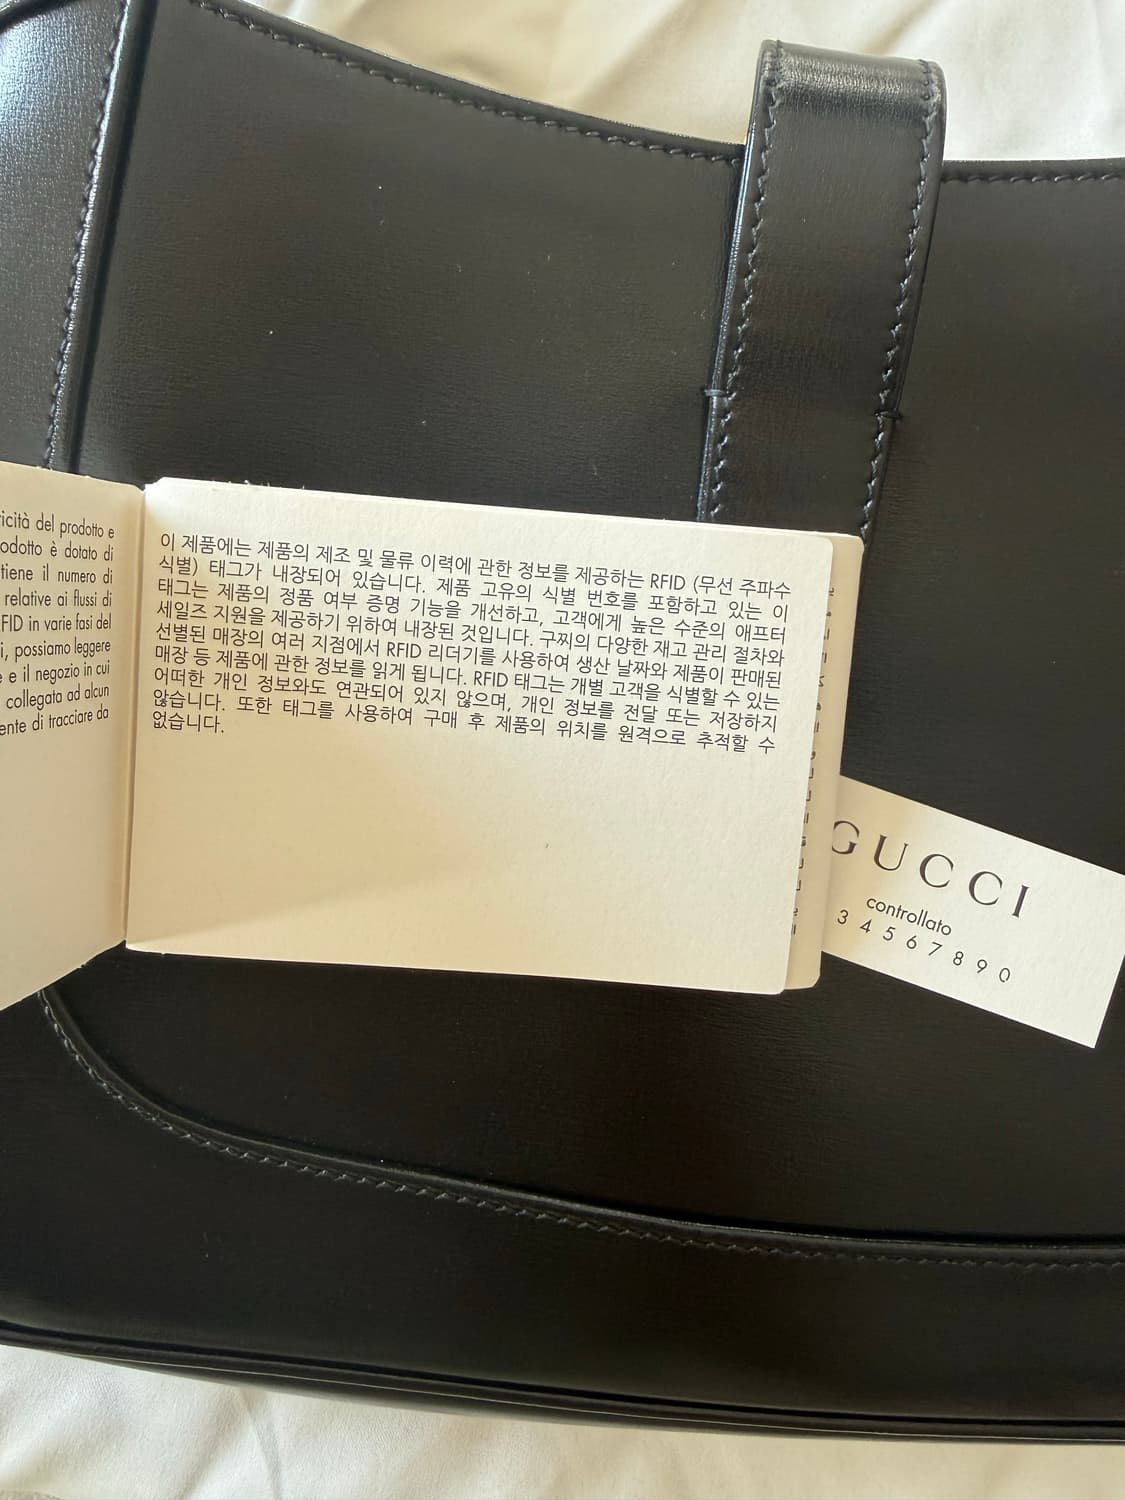 ricità del prodotto e
odotto è dotato di
tiene il numero di
relative ai flussi di
FID in varie fasi del
i, possiamo leggere
e e il negozio in cui
collegata ad alcun
ente di tracciare da
이 제품에는 제품의 제조 및 물류 이력에 관한 정보를 제공하는 RFID (무선 주파수
식별) 태그가 내장되어 있습니다. 제품 고유의 식별 번호를 포함하고 있는 이
태그는 제품의 정품 여부 증명 기능을 개선하고, 고객에게 높은 수준의 애프터
세일즈 지원을 제공하기 위하여 내장된 것입니다. 구찌의 다양한 재고 관리 절차와
선별된 매장의 여러 지점에서 RFID 리더기를 사용하여 생산 날짜와 제품이 판매된
매장 등 제품에 관한 정보를 읽게 됩니다. RFID 태그는 개별 고객을 식별할 수 있는
어떠한 개인 정보와도 연관되어 있지 않으며, 개인 정보를 전달 또는 저장하지
않습니다. 또한 태그를 사용하여 구매 후 제품의 위치를 원격으로 추적할 수
없습니다.
GUCCI
controllato
3 4 5 6 7 8 9 0